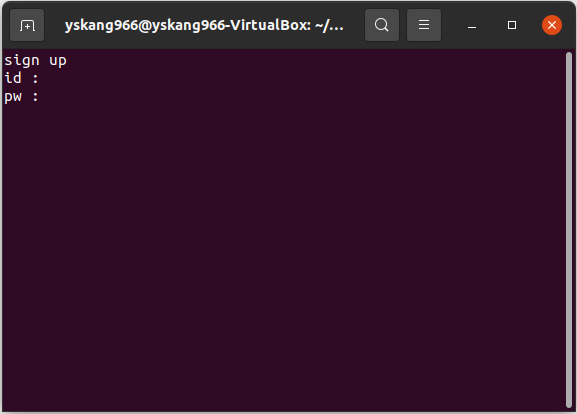 yskang966@yskang966-VirtualBox: ~/...
sign up
id :
pw :